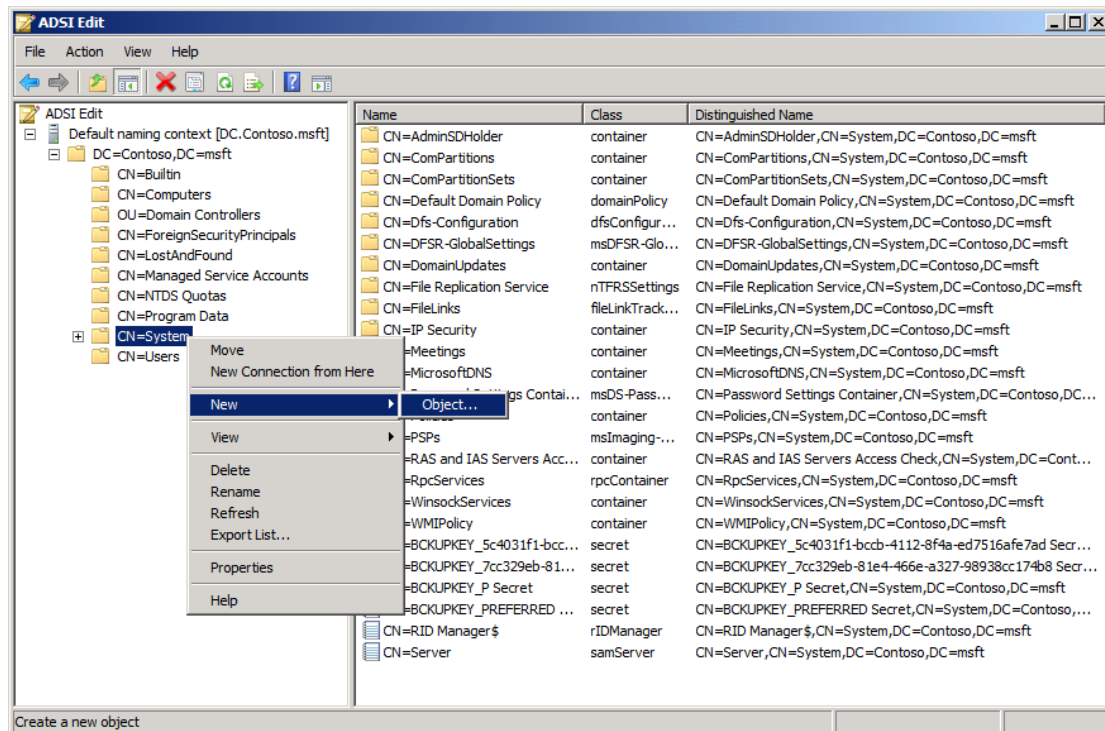 ADSI Edit
File Action View Help
ADSI Edit
Default naming context [DC.Contoso.msft]
DC=Contoso,DC=msft
CN=Builtin
CN=Computers
OU=Domain Controllers
CN=ForeignSecurityPrincipals
CN=LostAndFound
CN=Managed Service Accounts
CN=NTDS Quotas
CN=Program Data
CN=System
CN=Users
Move
New Connection from Here
New
Object...
View
Delete
Rename
Refresh
Export List...
Properties
Help
Name Class Distinguished Name
CN=AdminSDHolder container CN=AdminSDHolder,CN=System,DC=Contoso,DC=msft
CN=ComPartitions container CN=ComPartitions,CN=System,DC=Contoso,DC=msft
CN=ComPartitionSets container CN=ComPartitionSets,CN=System,DC=Contoso,DC=msft
CN=Default Domain Policy domainPolicy CN=Default Domain Policy,CN=System,DC=Contoso,DC=msft
CN=Dfs-Configuration dfsConfigur... CN=Dfs-Configuration,CN=System,DC=Contoso,DC=msft
CN=DFSR-GlobalSettings msDFSR-Glo... CN=DFSR-GlobalSettings,CN=System,DC=Contoso,DC=msft
CN=DomainUpdates container CN=DomainUpdates,CN=System,DC=Contoso,DC=msft
CN=File Replication Service nTFRSSettings CN=File Replication Service,CN=System,DC=Contoso,DC=msft
CN=FileLinks fileLinkTrack... CN=FileLinks,CN=System,DC=Contoso,DC=msft
CN=IP Security container CN=IP Security,CN=System,DC=Contoso,DC=msft
=Meetings container CN=Meetings,CN=System,DC=Contoso,DC=msft
=MicrosoftDNS container CN=MicrosoftDNS,CN=System,DC=Contoso,DC=msft
gs Contai... msDS-Pass... CN=Password Settings Container,CN=System,DC=Contoso,DC...
container CN=Policies,CN=System,DC=Contoso,DC=msft
=PSPs msImaging-... CN=PSPs,CN=System,DC=Contoso,DC=msft
=RAS and IAS Servers Acc... container CN=RAS and IAS Servers Access Check,CN=System,DC=Cont...
=RpcServices rpcContainer CN=RpcServices,CN=System,DC=Contoso,DC=msft
=WinsockServices container CN=WinsockServices,CN=System,DC=Contoso,DC=msft
=WMIPolicy container CN=WMIPolicy,CN=System,DC=Contoso,DC=msft
=BCKUPKEY_5c4031f1-bcc... secret CN=BCKUPKEY_5c4031f1-bccb-4112-8f4a-ed7516afe7ad Secr...
=BCKUPKEY_7cc329eb-81... secret CN=BCKUPKEY_7cc329eb-81e4-466e-a327-98938cc174b8 Secr...
=BCKUPKEY_P Secret secret CN=BCKUPKEY_P Secret,CN=System,DC=Contoso,DC=msft
=BCKUPKEY_PREFERRED ... secret CN=BCKUPKEY_PREFERRED Secret,CN=System,DC=Contoso,...
CN=RID Manager$ rIDManager CN=RID Manager$,CN=System,DC=Contoso,DC=msft
CN=Server samServer CN=Server,CN=System,DC=Contoso,DC=msft
Create a new object